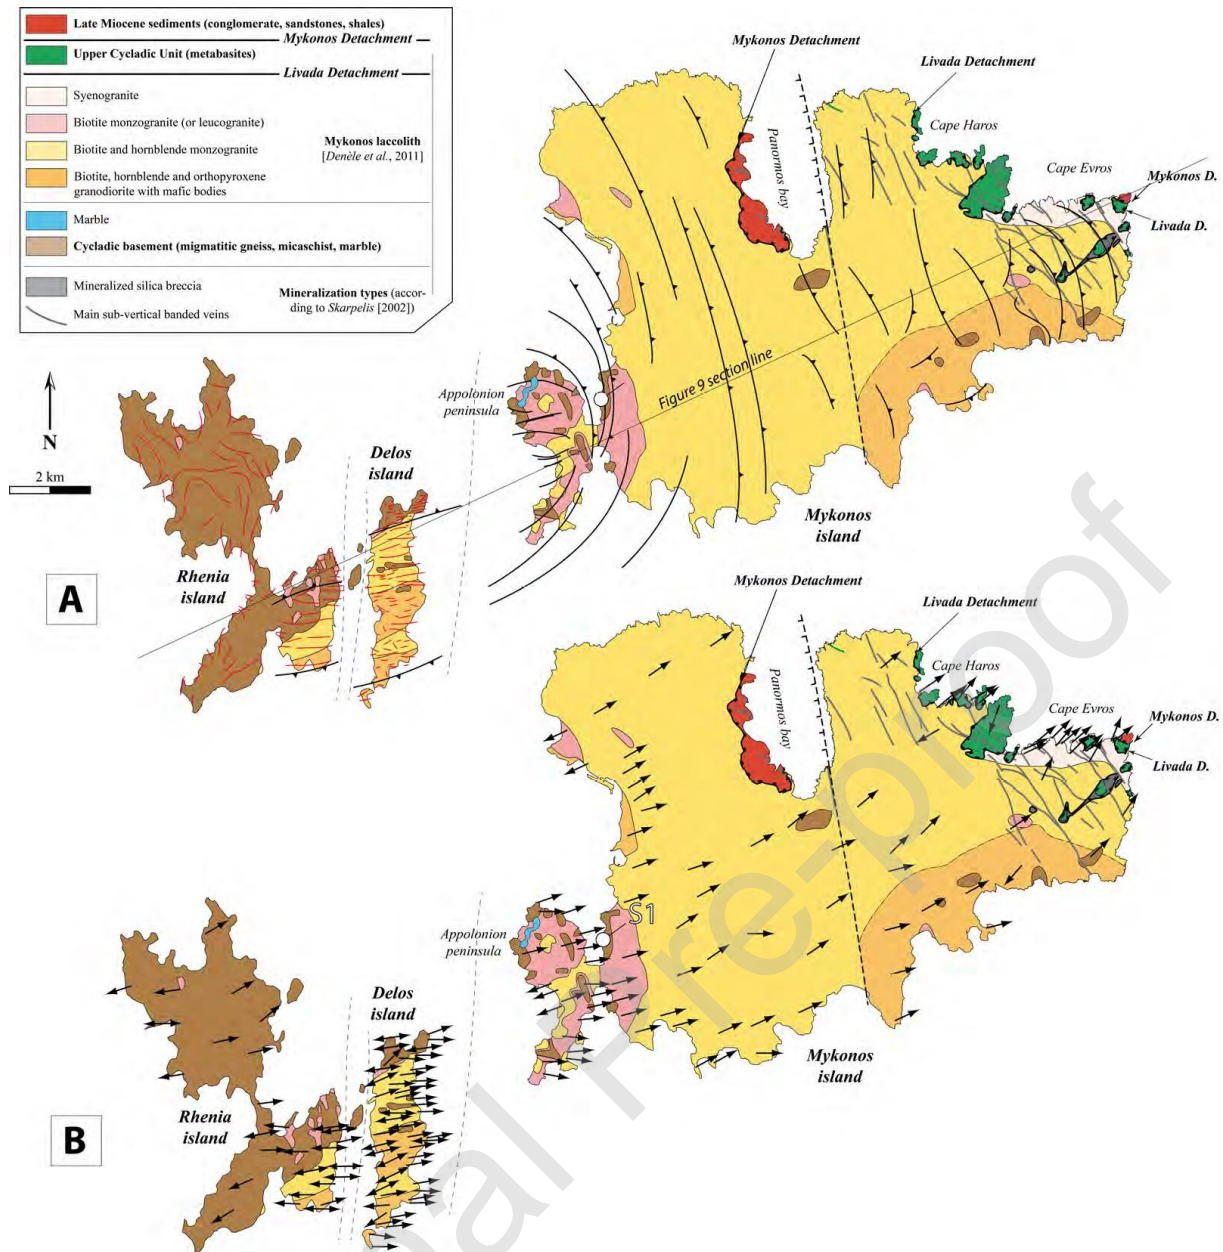 Late Miocene sediments (conglomerate, sandstones, shales)
Mykonos Detachment
Upper Cycladic Unit (metabasites)
Livada Detachment
Syenogranite
Biotite monzogranite (or leucogranite)
Biotite and hornblende monzogranite
Mykonos laccolith
[Denèle et al., 2011]
Biotite, hornblende and orthopyroxene
granodiorite with mafic bodies
Marble
Cycladic basement (migmatitic gneiss, micaschist, marble)
Mineralized silica breccia
Main sub-vertical banded veins
Mineralization types (accor-
ding to Skarpelis [2002])
Mykonos Detachment
Livada Detachment
Panormos bay
Cape Haros
Cape Evros
Mykonos D.
Livada D.
Figure 9 section line
Appolonion
peninsula
N
2 km
Delos
island
Rhenia
island
Mykonos
island
A
Mykonos Detachment
Livada Detachment
Panormos bay
Cape Haros
Cape Evros
Mykonos D.
Livada D.
S1
Appolonion
peninsula
Delos
island
Rhenia
island
Mykonos
island
B
nal Pre-proof